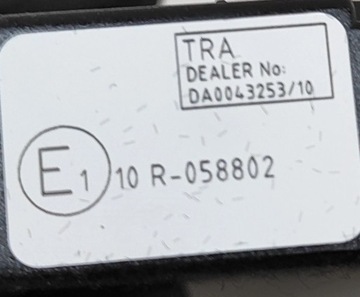 TRA
DEALER No:
DA0043253/10
E1 10 R-058802